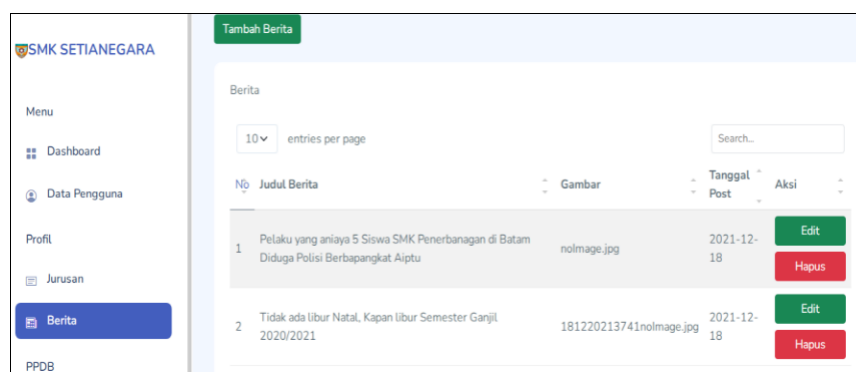 SMK SETIANEGARA
Menu
Dashboard
Data Pengguna
Profil
Jurusan
Berita
PPDB
Tambah Berita
Berita
10 entries per page
Search...
No Judul Berita Gambar Tanggal Post Aksi
1 Pelaku yang aniaya 5 Siswa SMK Penerbanagan di Batam
Diduga Polisi Berbapangkat Aiptu
noImage.jpg
2021-12-
18
Edit
Hapus
2 Tidak ada libur Natal, Kapan libur Semester Ganjil
2020/2021
181220213741noImage.jpg
2021-12-
18
Edit
Hapus